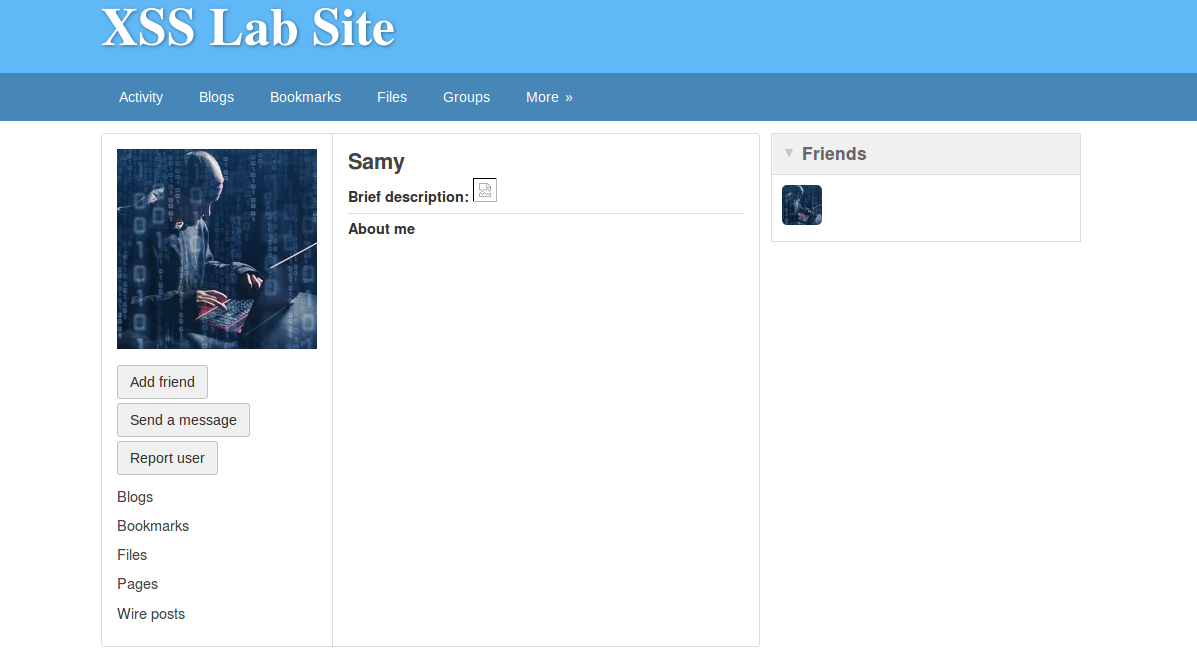 XSS Lab Site
Activity Blogs Bookmarks Files Groups More »
Samy
Brief description:
About me
Add friend
Send a message
Report user
Blogs
Bookmarks
Files
Pages
Wire posts
Friends